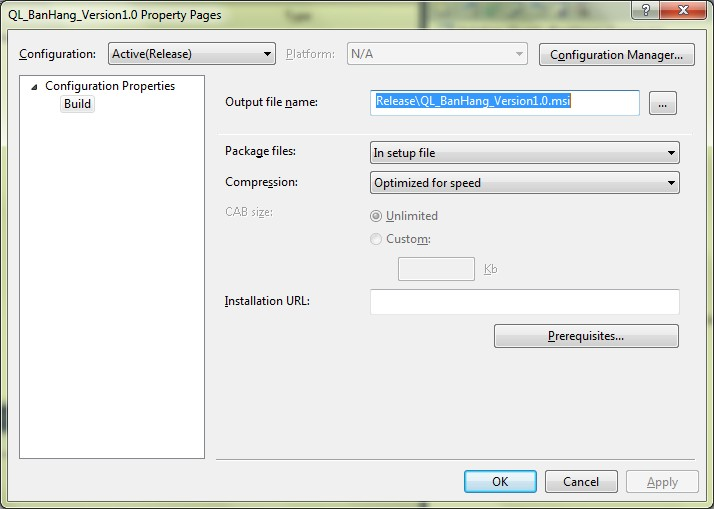 QL_BanHang_Version1.0 Property Pages
?
Configuration: Active(Release) Platform: N/A Configuration Manager...
Configuration Properties
Build
Output file name: Release\QL_BanHang_Version1.0.msi ...
Package files: In setup file
Compression: Optimized for speed
CAB size: Unlimited
Custom:
Kb
Installation URL:
Prerequisites...
OK Cancel Apply